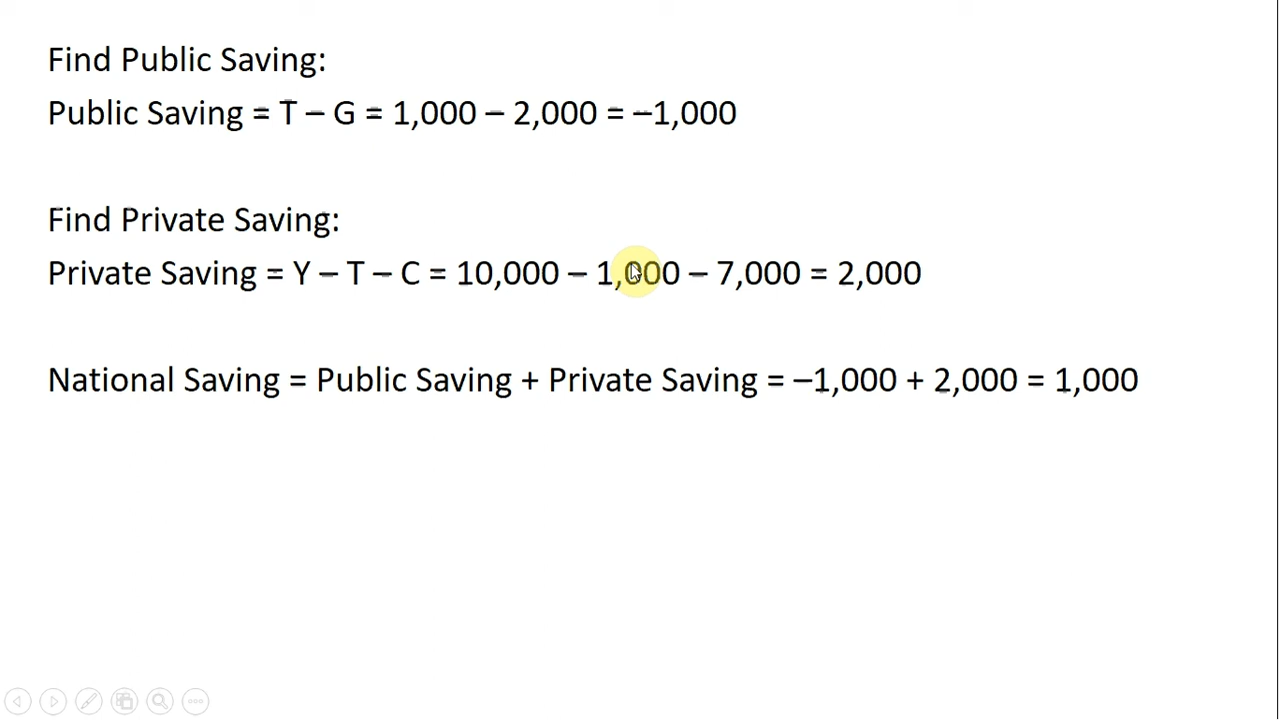 Find Public Saving:
Public Saving = T – G = 1,000 – 2,000 = –1,000
Find Private Saving:
Private Saving = Y – T – C = 10,000 – 1,000 – 7,000 = 2,000
National Saving = Public Saving + Private Saving = –1,000 + 2,000 = 1,000